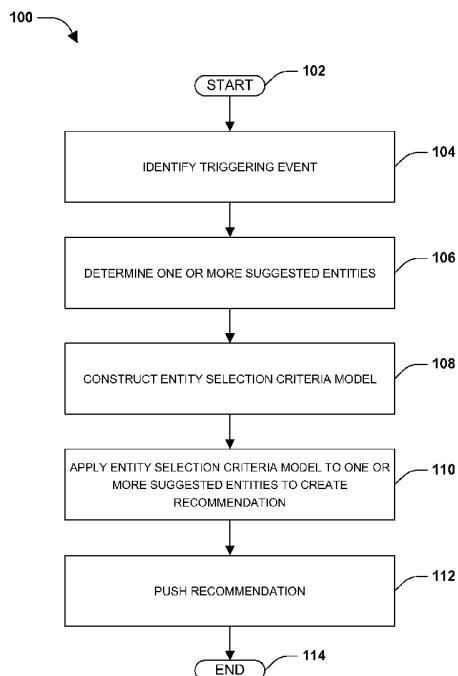 100
102
START
104
IDENTIFY TRIGGERING EVENT
106
DETERMINE ONE OR MORE SUGGESTED ENTITIES
108
CONSTRUCT ENTITY SELECTION CRITERIA MODEL
APPLY ENTITY SELECTION CRITERIA MODEL TO ONE OR
MORE SUGGESTED ENTITIES TO CREATE
RECOMMENDATION
110
112
PUSH RECOMMENDATION
114
END